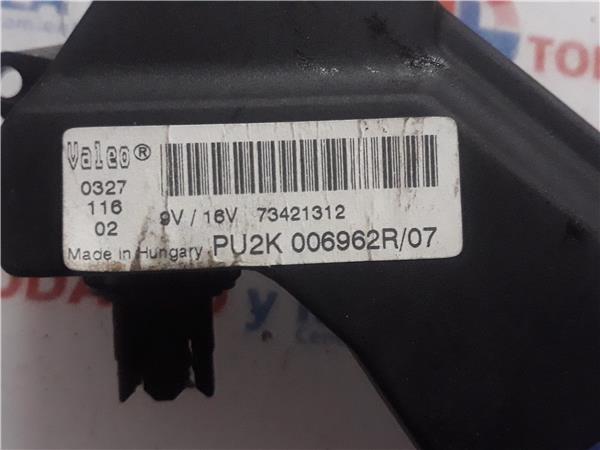 Valeo®
0327
116
02
9V / 16V 73421312
Made in Hungary PU2K 006962R/07